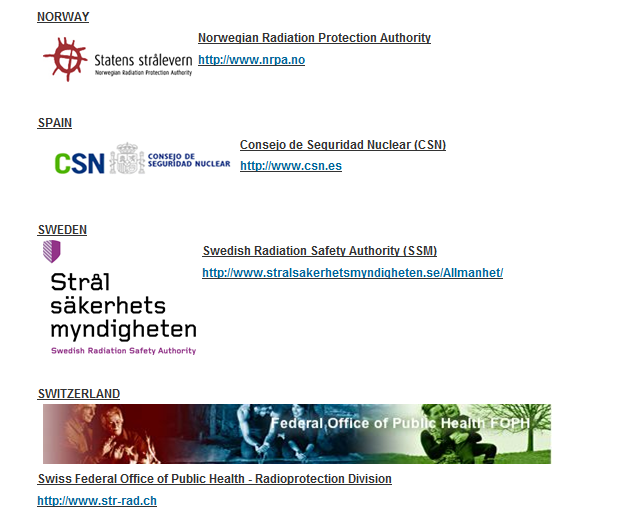 NORWAY
Statens strålevern
Norwegian Radiation Protection Authority
Norwegian Radiation Protection Authority
http://www.nrpa.no
SPAIN
CSN
CONSEJO DE
SEGURIDAD NUCLEAR
Consejo de Seguridad Nuclear (CSN)
http://www.csn.es
SWEDEN
Strål
säkerhets
myndigheten
Swedish Radiation Safety Authority
Swedish Radiation Safety Authority (SSM)
http://www.stralsakerhetsmyndigheten.se/Allmanhet/
SWITZERLAND
Federal Office of Public Health FOPH
Swiss Federal Office of Public Health - Radioprotection Division
http://www.str-rad.ch